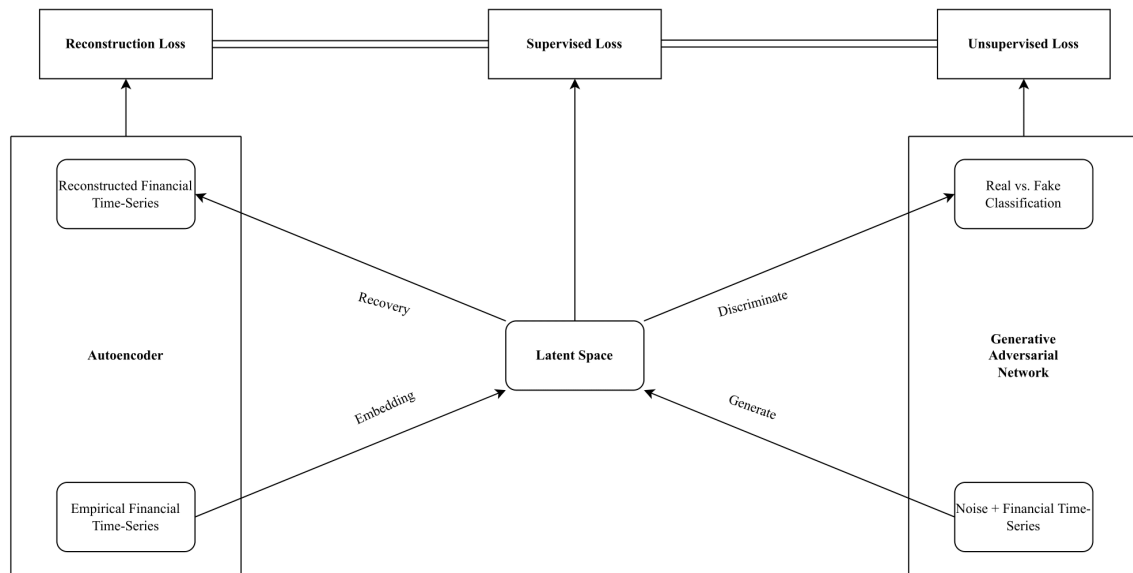 Reconstruction Loss
Supervised Loss
Unsupervised Loss
Reconstructed Financial
Time-Series
Real vs. Fake
Classification
Recovery
Discriminate
Autoencoder
Latent Space
Generative
Adversarial
Network
Embedding
Generate
Empirical Financial
Time-Series
Noise + Financial Time-
Series